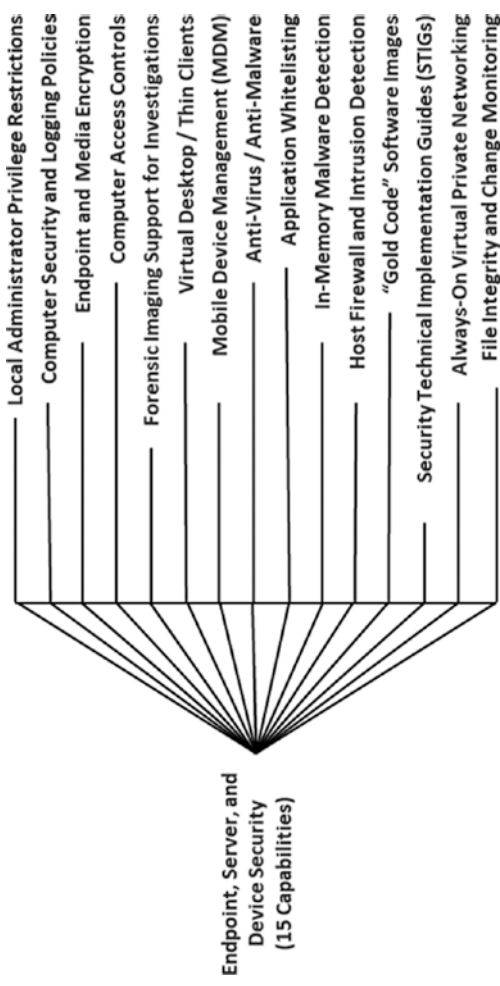 Endpoint, Server, and
Device Security
(15 Capabilities)
Local Administrator Privilege Restrictions
Computer Security and Logging Policies
Endpoint and Media Encryption
Computer Access Controls
Forensic Imaging Support for Investigations
Virtual Desktop / Thin Clients
Mobile Device Management (MDM)
Anti-Virus / Anti-Malware
Application Whitelisting
In-Memory Malware Detection
Host Firewall and Intrusion Detection
“Gold Code” Software Images
Security Technical Implementation Guides (STIGs)
Always-On Virtual Private Networking
File Integrity and Change Monitoring